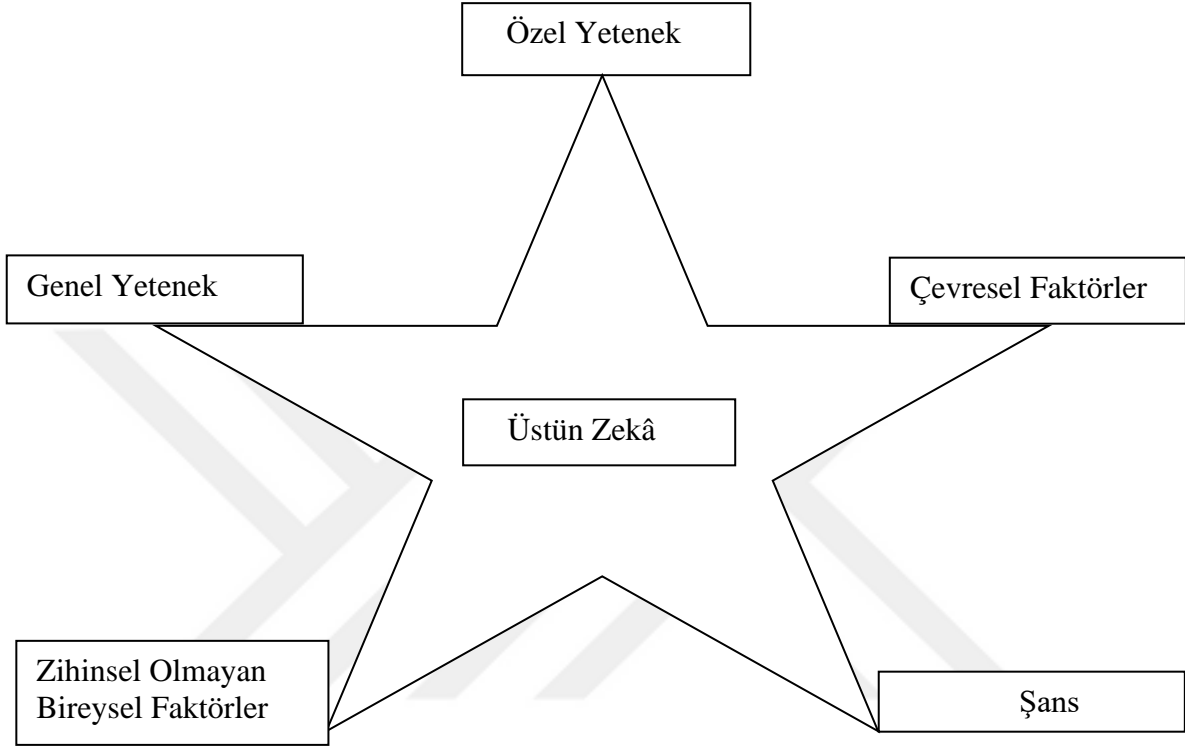 Özel Yetenek
Genel Yetenek
Çevresel Faktörler
Üstün Zekâ
Zihinsel Olmayan
Bireysel Faktörler
Şans